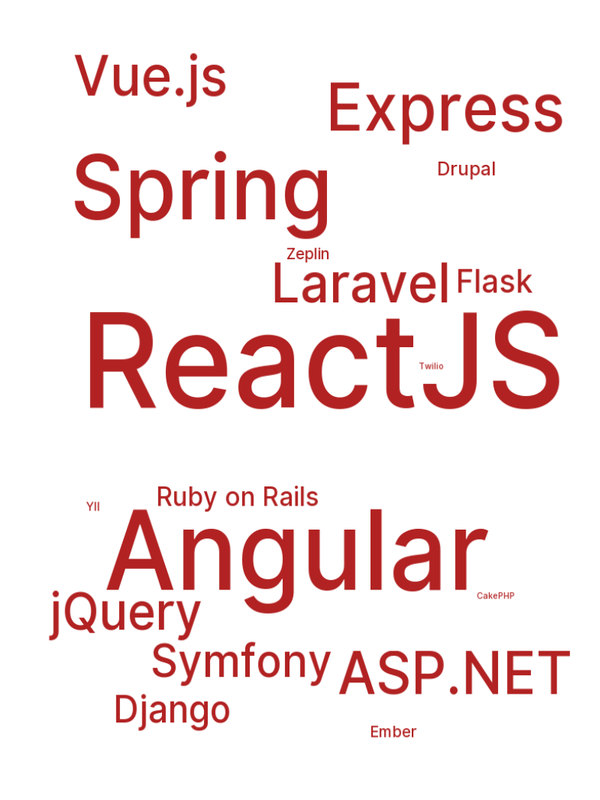 Vue.js
Express
Drupal
Spring
Zeplin
Laravel
Flask
ReactJS
Twilio
Ruby on Rails
YII
Angular
CakePHP
jQuery
Symfony
ASP.NET
Django
Ember